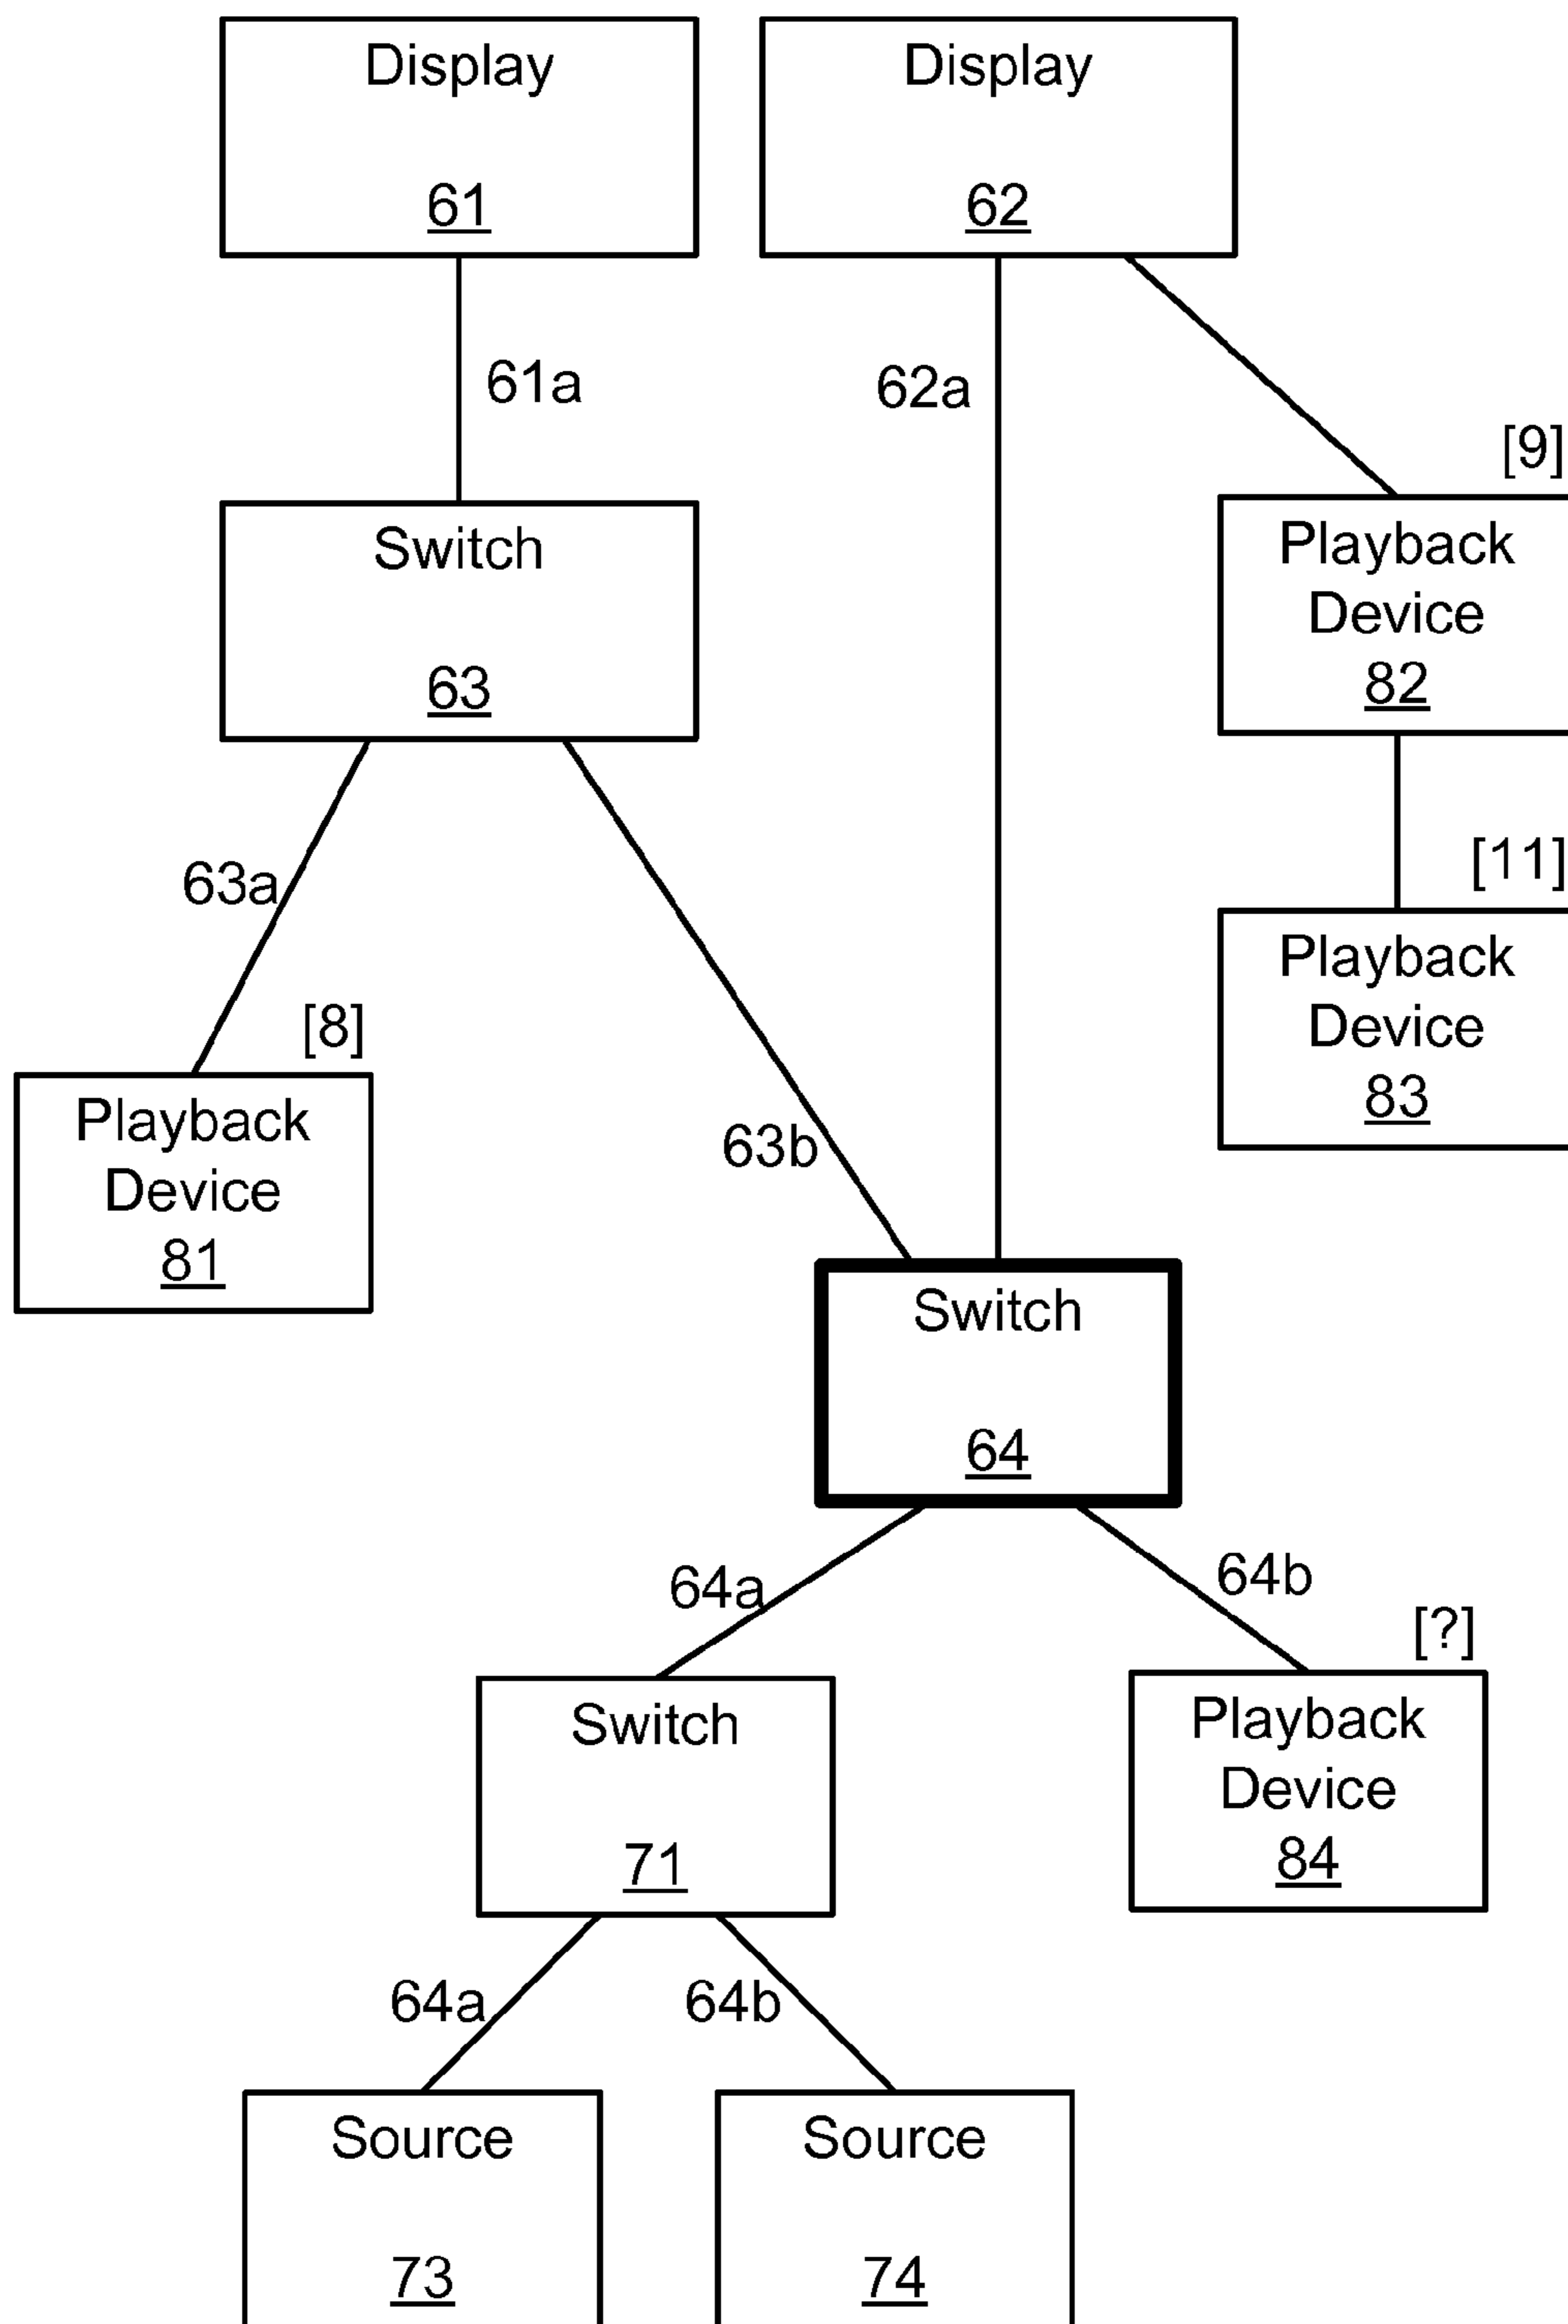 Display
61
Display
62
61a
62a
[9]
Switch
63
Playback
Device
82
63a
[11]
Playback
Device
83
[8]
Playback
Device
81
63b
Switch
64
64a
64b
[?]
Switch
71
Playback
Device
84
64a
64b
Source
73
Source
74